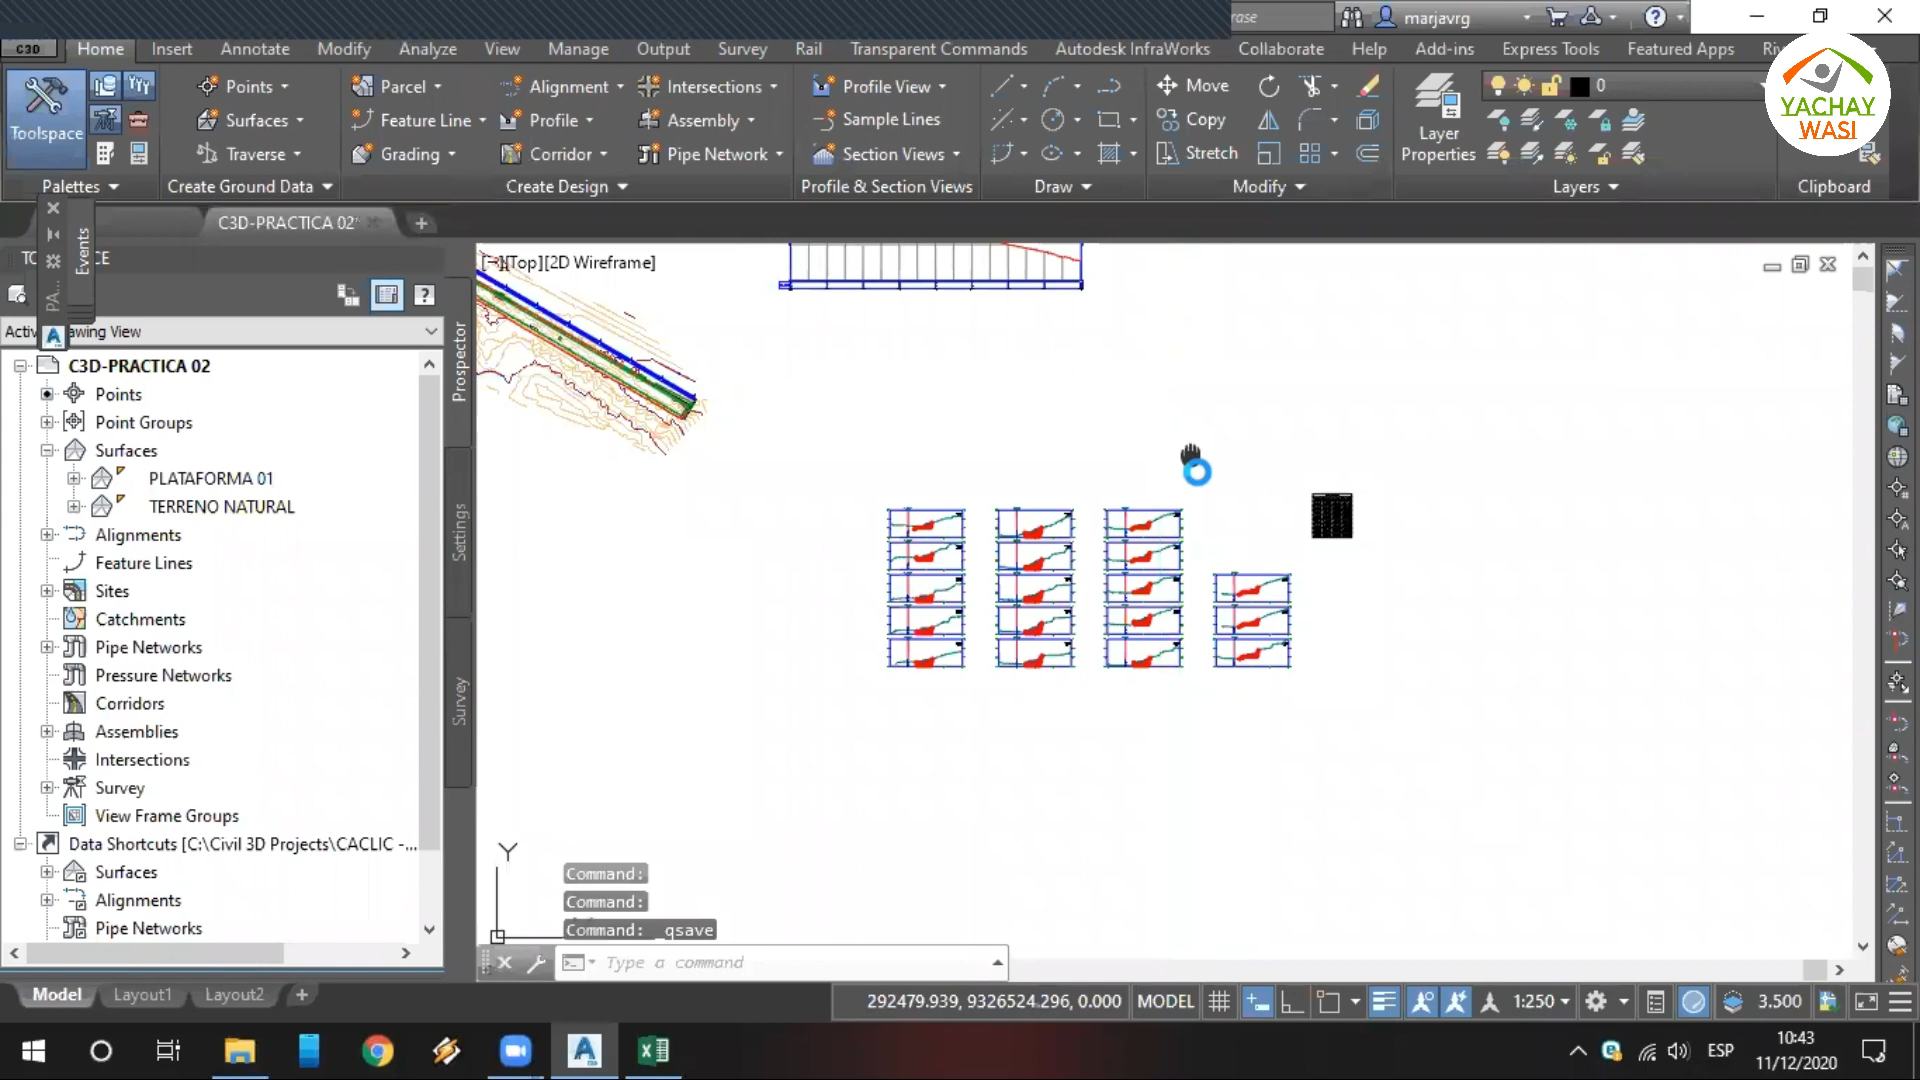 rase
marjavrg
C3D
Home Insert Annotate Modify Analyze View Manage Output Survey Rail Transparent Commands Autodesk InfraWorks Collaborate Help Add-ins Express Tools Featured Apps
YACHAY
WASI
Toolspace
Points
Surfaces
Traverse
Parcel
Feature Line
Grading
Alignment
Profile
Corridor
Intersections
Assembly
Pipe Network
Profile View
Sample Lines
Section Views
Move
Copy
Stretch
Layer
Properties
0
Palettes
Create Ground Data
Create Design
Profile & Section Views
Draw
Modify
Layers
Clipboard
C3D-PRACTICA 02*
Events
PA...
[-][Top][2D Wireframe]
C3D-PRACTICA 02
Points
Point Groups
Surfaces
PLATAFORMA 01
TERRENO NATURAL
Alignments
Feature Lines
Sites
Catchments
Pipe Networks
Pressure Networks
Corridors
Assemblies
Intersections
Survey
View Frame Groups
Data Shortcuts [C:\Civil 3D Projects\CACLIC -...
Surfaces
Alignments
Pipe Networks
Prospector
Settings
Survey
Y
Command:
Command:
Command: _qsave
Type a command
Model Layout1 Layout2
292479.939, 9326524.296, 0.000 MODEL
1:250
3.500
ESP
10:43
11/12/2020